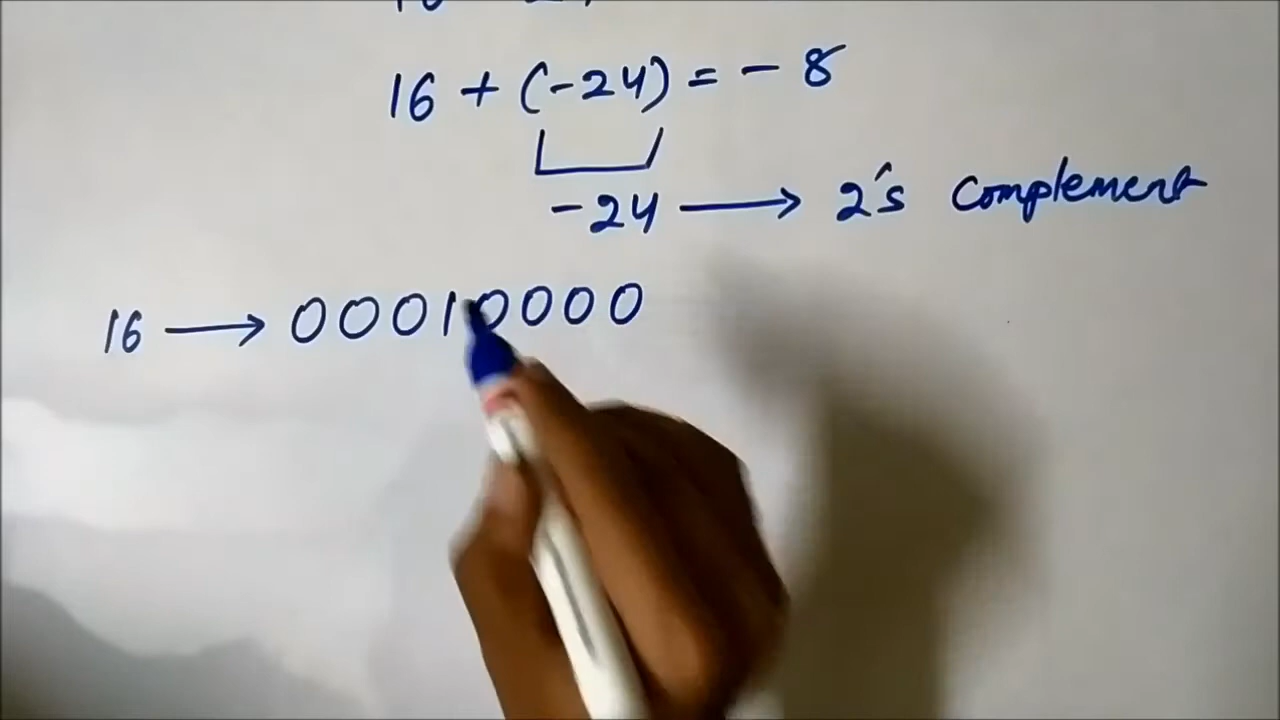 16 + (-24) = - 8
-24 → 2's Complement
16 → 00010000